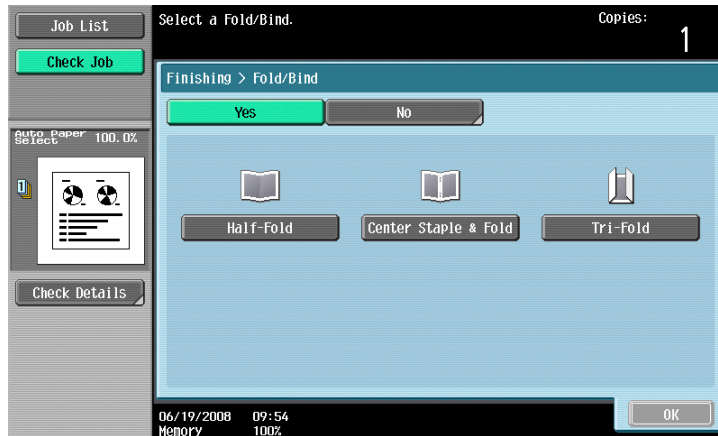 Job List
Check Job
Auto Paper
Select
100.0%
1
Check Details
Select a Fold/Bind.
Copies:
1
Finishing > Fold/Bind
Yes
No
Half-Fold
Center Staple & Fold
Tri-Fold
06/19/2008 09:54
Memory 100%
OK